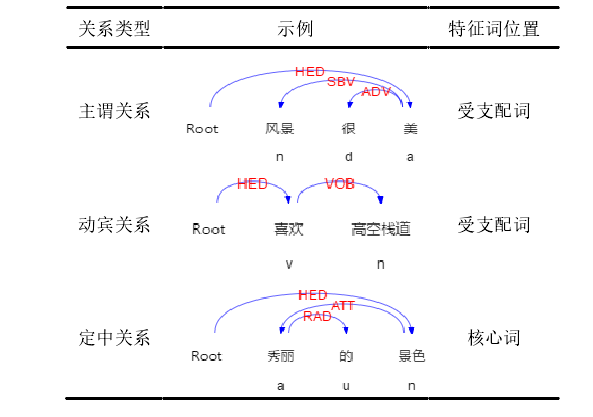 关系类型 示例 特征词位置
HED
SBV
ADV
主谓关系 受支配词
Root 风景 很 美
n d a
HED VOB
动宾关系 Root 喜欢 高空栈道 受支配词
v n
HED
ATT
RAD
定中关系 核心词
Root 秀丽 的 景色
a u n